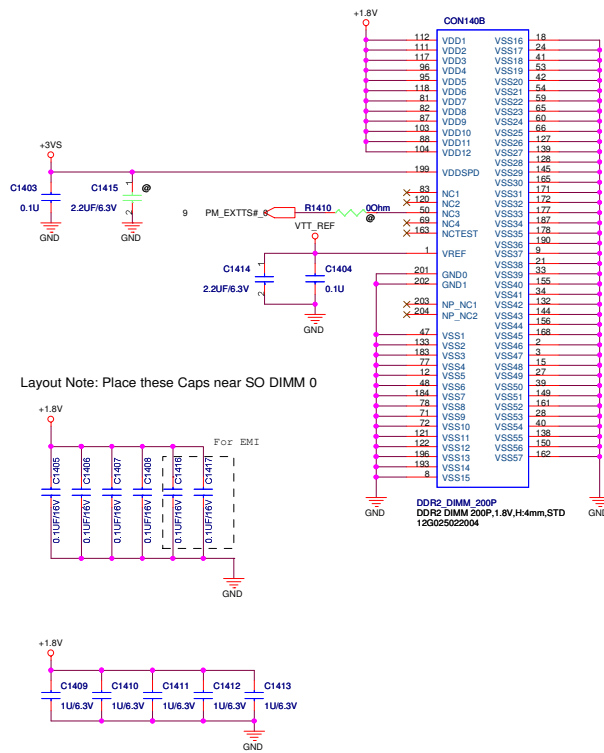 +1.8V
CON140B
112 VDD1 VSS16 18
111 VDD2 VSS17 24
117 VDD3 VSS18 41
96 VDD4 VSS19 53
95 VDD5 VSS20 42
118 VDD6 VSS21 54
81 VDD7 VSS22 59
82 VDD8 VSS23 65
87 VDD9 VSS24 60
103 VDD10 VSS25 66
88 VDD11 VSS26 127
104 VDD12 VSS27 139
VSS28 128
199 VDDSPD VSS29 145
VSS30 165
83 NC1 VSS31 171
120 NC2 VSS32 172
50 NC3 VSS33 177
69 NC4 VSS34 187
163 NCTEST VSS35 178
VSS36 190
1 VREF VSS37 9
VSS38 21
201 GND0 VSS39 33
202 GND1 VSS40 155
VSS41 34
203 NP_NC1 VSS42 132
204 NP_NC2 VSS43 144
VSS44 156
47 VSS1 VSS45 168
133 VSS2 VSS46 2
183 VSS3 VSS47 3
77 VSS4 VSS48 15
12 VSS5 VSS49 27
48 VSS6 VSS50 39
184 VSS7 VSS51 149
78 VSS8 VSS52 161
71 VSS9 VSS53 28
72 VSS10 VSS54 40
121 VSS11 VSS55 138
122 VSS12 VSS56 150
196 VSS13 VSS57 162
193 VSS14
8 VSS15
GND
GND
DDR2_DIMM_200P
DDR2 DIMM 200P,1.8V,H:4mm,STD
12G025022004
+3VS
C1403
0.1U
GND
C1415
1
@
2.2UF/6.3V
2
GND
9 PM_EXTTS#_0
R1410 0Ohm
@
VTT_REF
C1414
1
2.2UF/6.3V
2
C1404
0.1U
GND
Layout Note: Place these Caps near SO DIMM 0
+1.8V
For EMI
C1405 0.1UF/16V
C1406 0.1UF/16V
C1407 0.1UF/16V
C1408 0.1UF/16V
C1416 0.1UF/16V
C1417 0.1UF/16V
GND
+1.8V
C1409 C1410 C1411 C1412 C1413
1U/6.3V 1U/6.3V 1U/6.3V 1U/6.3V 1U/6.3V
GND